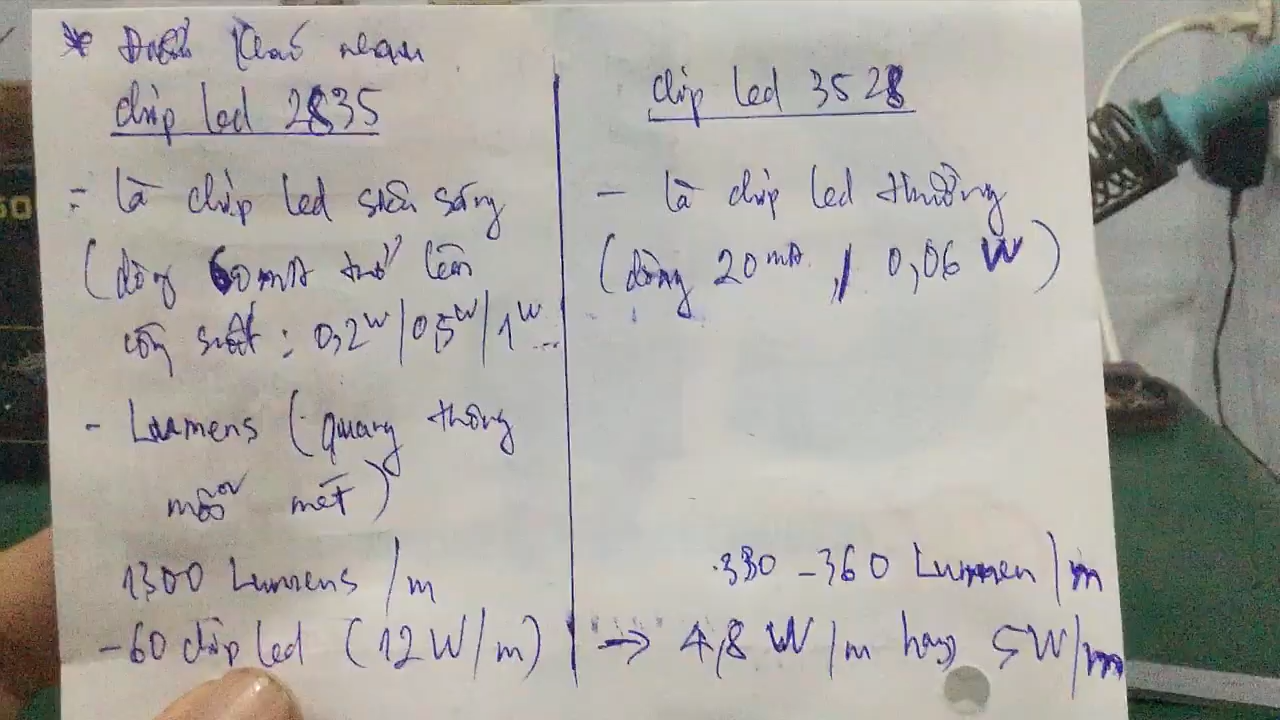 * Điểm khác nhau
chip led 2835
- là chip led siêu sáng
(dòng 60mA trở lên
công suất : 0,2W/0,5W/1W...
- Lumens (quang thông
mỗi mét)
1300 Lumens /m
- 60 chip led (12W/m)
chip led 3528
- là chip led thường
(dòng 20mA, 0,06 W)
330 - 360 Lumen /m
→ 4,8 W /m hay 5W/m
50